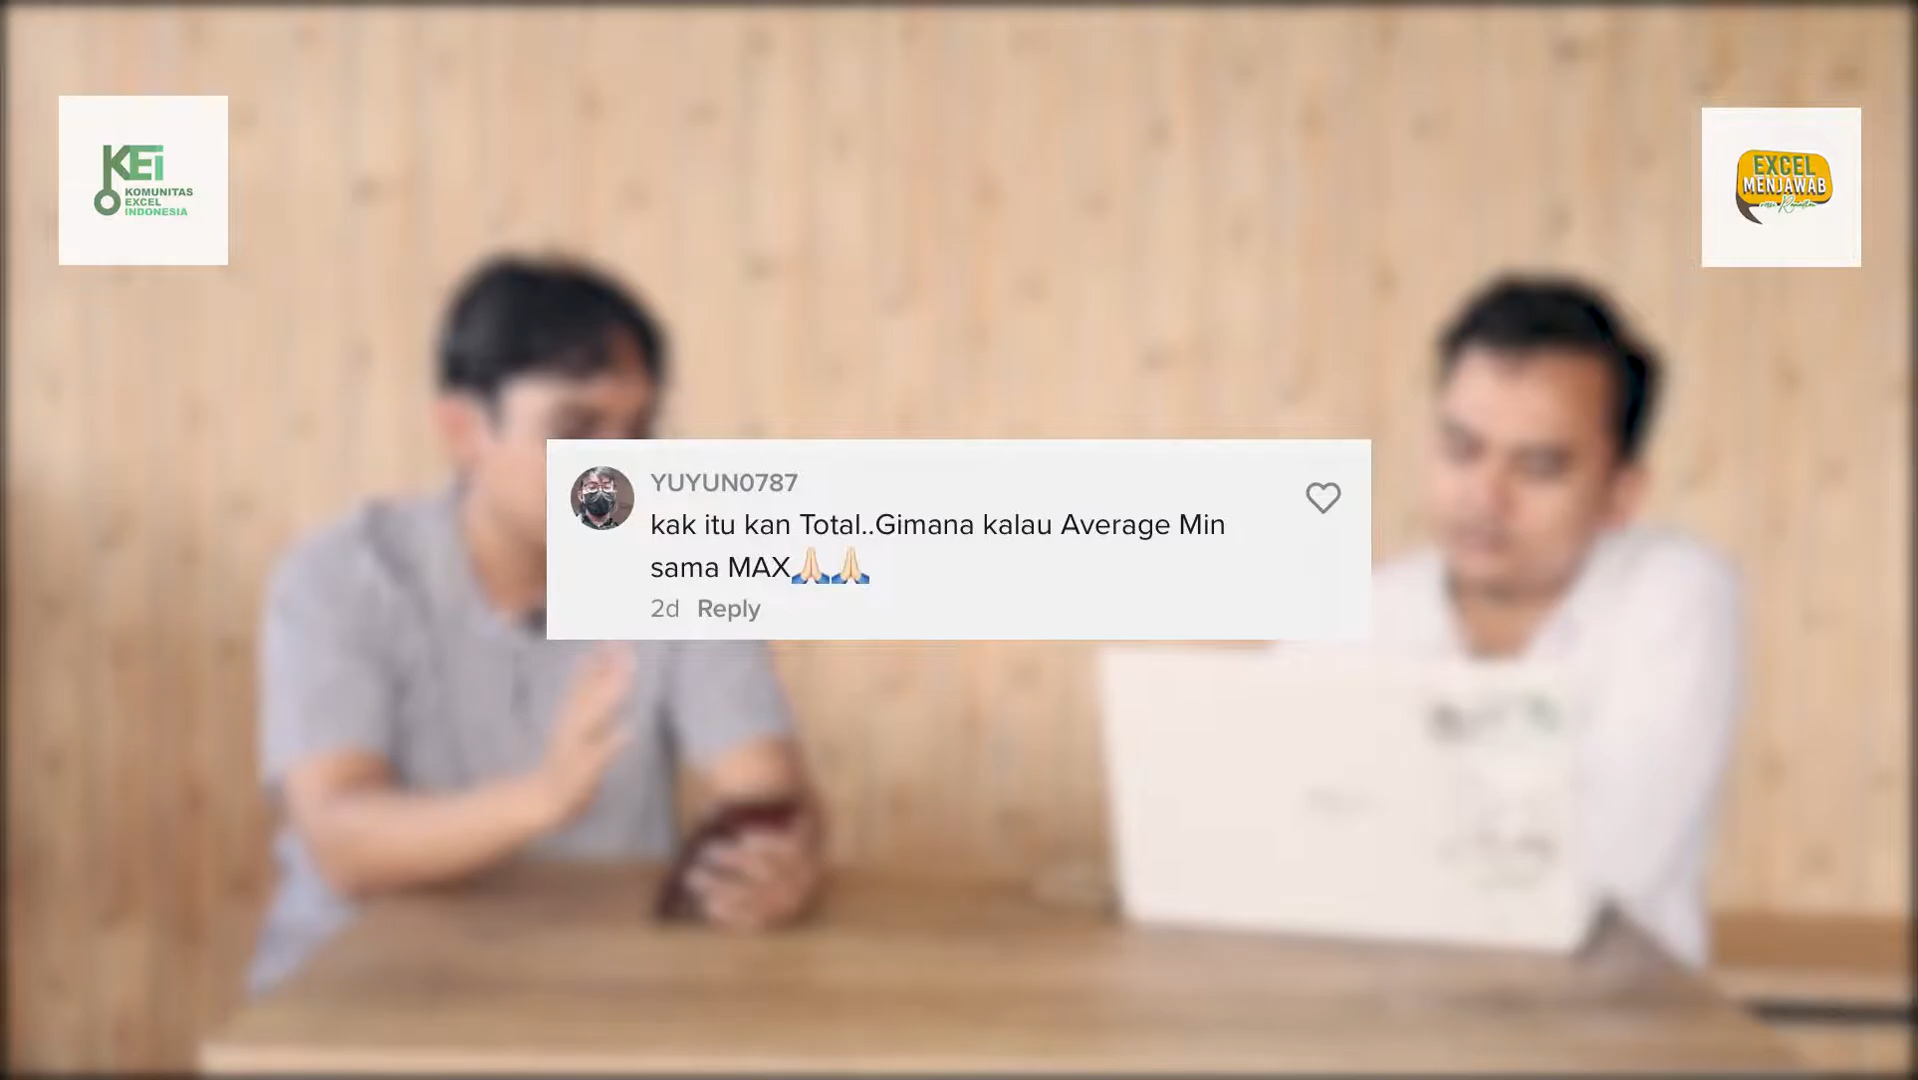 KEi
KOMUNITAS
EXCEL
INDONESIA
EXCEL
MENJAWAB
YUYUN0787
kak itu kan Total..Gimana kalau Average Min
sama MAX🙏🏻🙏🏻
2d Reply